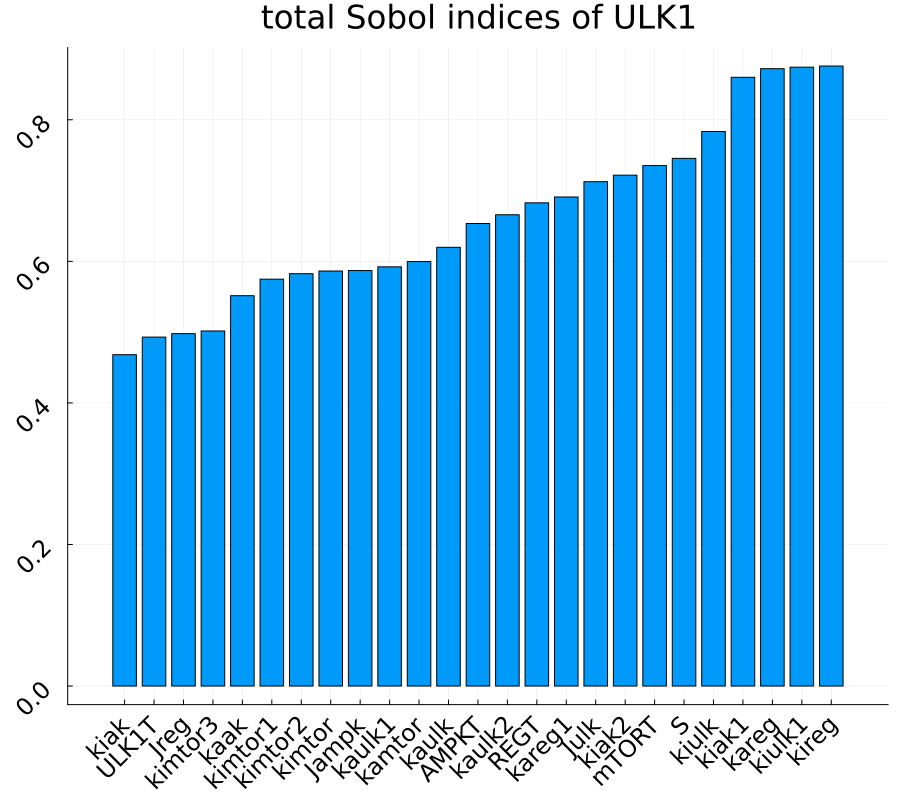 total Sobol indices of ULK1
0.8
0.6
0.4
0.2
0.0
kiak
ULK1T
Jreg
kimtor3
kaak
kimtor1
kimtor2
kimtor
Jampk
kaulk1
kamtor
kaulk
AMPKT
kaulk2
REGT
kareg1
Julk
kiak2
mTORT
S
kiulk
kiak1
kareg
kiulk1
kireg